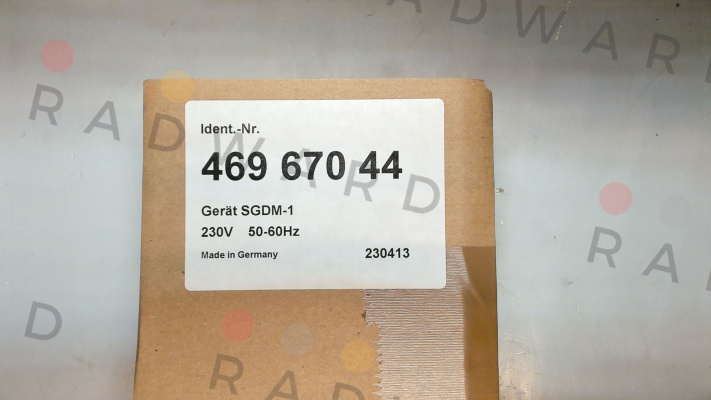 RADWARD
Ident.-Nr.
469 670 44
Gerät SGDM-1
230V 50-60Hz
Made in Germany 230413